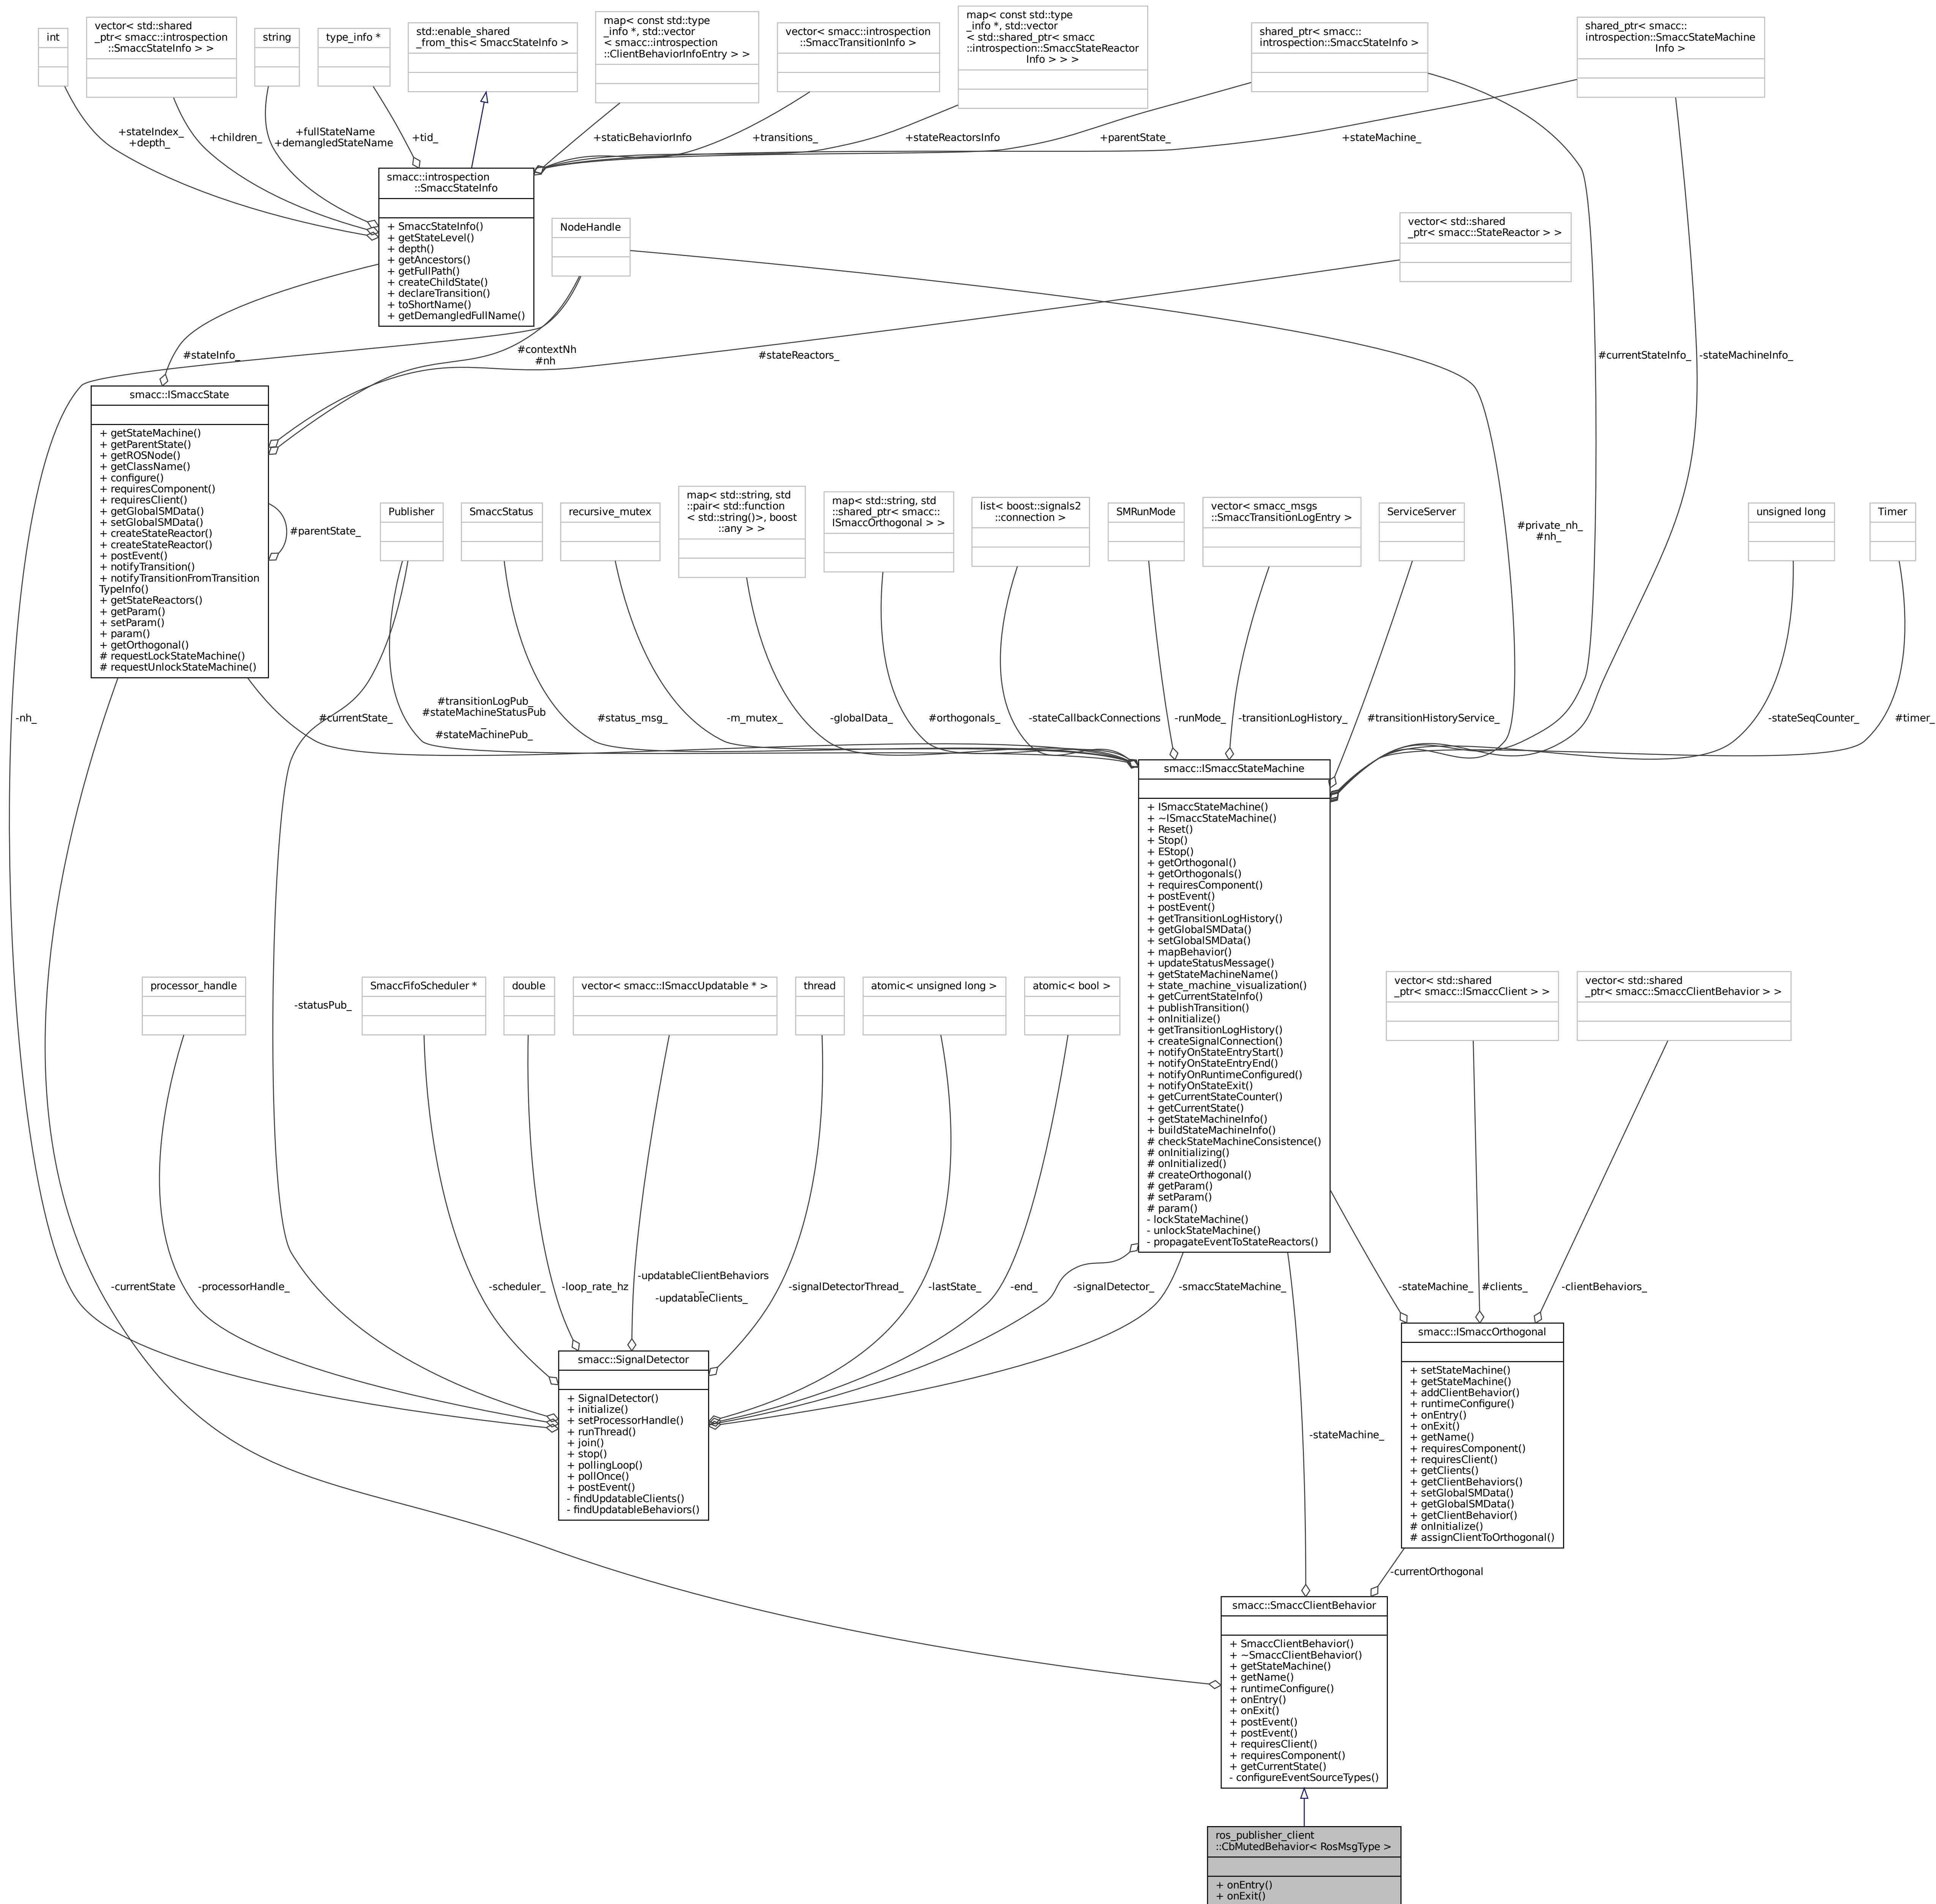 int
vector< std::shared
_ptr< smacc::introspection
::SmaccStateInfo > >
string
type_info *
std::enable_shared
_from_this< SmaccStateInfo >
map< const std::type
_info *, std::vector
< smacc::introspection
::ClientBehaviorInfoEntry > >
vector< smacc::introspection
::SmaccTransitionInfo >
map< const std::type
_info *, std::vector
< std::shared_ptr< smacc
::introspection::SmaccStateReactor
Info > > >
shared_ptr< smacc::
introspection::SmaccStateInfo >
shared_ptr< smacc::
introspection::SmaccStateMachine
Info >
+stateIndex_
+depth_
+children_
+fullStateName
+demangledStateName
+tid_
+staticBehaviorInfo
+transitions_
+stateReactorsInfo
+parentState_
+stateMachine_
smacc::introspection
::SmaccStateInfo
+ SmaccStateInfo()
+ getStateLevel()
+ depth()
+ getAncestors()
+ getFullPath()
+ createChildState()
+ declareTransition()
+ toShortName()
+ getDemangledFullName()
NodeHandle
vector< std::shared
_ptr< smacc::StateReactor > >
#stateInfo_
#contextNh
#nh
#stateReactors_
#currentStateInfo_
-stateMachineInfo_
smacc::ISmaccState
+ getStateMachine()
+ getParentState()
+ getROSNode()
+ getClassName()
+ configure()
+ requiresComponent()
+ requiresClient()
+ getGlobalSMData()
+ setGlobalSMData()
+ createStateReactor()
+ createStateReactor()
+ postEvent()
+ notifyTransition()
+ notifyTransitionFromTransition
TypeInfo()
+ getStateReactors()
+ getParam()
+ setParam()
+ param()
+ getOrthogonal()
# requestLockStateMachine()
# requestUnlockStateMachine()
#parentState_
Publisher
SmaccStatus
recursive_mutex
map< std::string, std
::pair< std::function
< std::string()>, boost
::any > >
map< std::string, std
::shared_ptr< smacc::
ISmaccOrthogonal > >
list< boost::signals2
::connection >
SMRunMode
vector< smacc_msgs
::SmaccTransitionLogEntry >
ServiceServer
#private_nh_
#nh_
unsigned long
Timer
-nh_
#currentState_
#transitionLogPub_
#stateMachineStatusPub
_
#stateMachinePub_
#status_msg_
-m_mutex_
-globalData_
#orthogonals_
-stateCallbackConnections
-runMode_
-transitionLogHistory_
#transitionHistoryService_
-stateSeqCounter_
#timer_
smacc::ISmaccStateMachine
+ ISmaccStateMachine()
+ ~ISmaccStateMachine()
+ Reset()
+ Stop()
+ EStop()
+ getOrthogonal()
+ getOrthogonals()
+ requiresComponent()
+ postEvent()
+ postEvent()
+ getTransitionLogHistory()
+ getGlobalSMData()
+ setGlobalSMData()
+ mapBehavior()
+ updateStatusMessage()
+ getStateMachineName()
+ state_machine_visualization()
+ getCurrentStateInfo()
+ publishTransition()
+ onInitialize()
+ getTransitionLogHistory()
+ createSignalConnection()
+ notifyOnStateEntryStart()
+ notifyOnStateEntryEnd()
+ notifyOnRuntimeConfigured()
+ notifyOnStateExit()
+ getCurrentStateCounter()
+ getCurrentState()
+ getStateMachineInfo()
+ buildStateMachineInfo()
# checkStateMachineConsistence()
# onInitializing()
# onInitialized()
# createOrthogonal()
# getParam()
# setParam()
# param()
- lockStateMachine()
- unlockStateMachine()
- propagateEventToStateReactors()
processor_handle
-statusPub_
SmaccFifoScheduler *
double
vector< smacc::ISmaccUpdatable * >
thread
atomic< unsigned long >
atomic< bool >
vector< std::shared
_ptr< smacc::ISmaccClient > >
vector< std::shared
_ptr< smacc::SmaccClientBehavior > >
-currentState
-processorHandle_
-scheduler_
-loop_rate_hz
-updatableClientBehaviors
_
-updatableClients_
-signalDetectorThread_
-lastState_
-end_
-signalDetector_
-smaccStateMachine_
-stateMachine_
#clients_
-clientBehaviors_
smacc::SignalDetector
+ SignalDetector()
+ initialize()
+ setProcessorHandle()
+ runThread()
+ join()
+ stop()
+ pollingLoop()
+ pollOnce()
+ postEvent()
- findUpdatableClients()
- findUpdatableBehaviors()
-stateMachine_
smacc::ISmaccOrthogonal
+ setStateMachine()
+ getStateMachine()
+ addClientBehavior()
+ runtimeConfigure()
+ onEntry()
+ onExit()
+ getName()
+ requiresComponent()
+ requiresClient()
+ getClients()
+ getClientBehaviors()
+ setGlobalSMData()
+ getGlobalSMData()
+ getClientBehavior()
# onInitialize()
# assignClientToOrthogonal()
-currentOrthogonal
smacc::SmaccClientBehavior
+ SmaccClientBehavior()
+ ~SmaccClientBehavior()
+ getStateMachine()
+ getName()
+ runtimeConfigure()
+ onEntry()
+ onExit()
+ postEvent()
+ postEvent()
+ requiresClient()
+ requiresComponent()
+ getCurrentState()
- configureEventSourceTypes()
ros_publisher_client
::CbMutedBehavior< RosMsgType >
+ onEntry()
+ onExit()